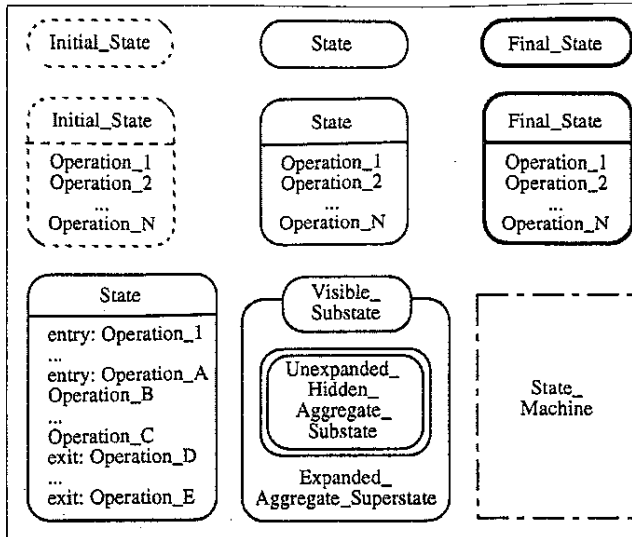 Initial_State
State
Final_State
Initial_State
Operation_1
Operation_2
...
Operation_N
State
Operation_1
Operation_2
...
Operation_N
Final_State
Operation_1
Operation_2
...
Operation_N
State
entry: Operation_1
...
entry: Operation_A
Operation_B
...
Operation_C
exit: Operation_D
...
exit: Operation_E
Visible_
Substate
Unexpanded_
Hidden_
Aggregate_
Substate
Expanded_
Aggregate_Superstate
State_
Machine